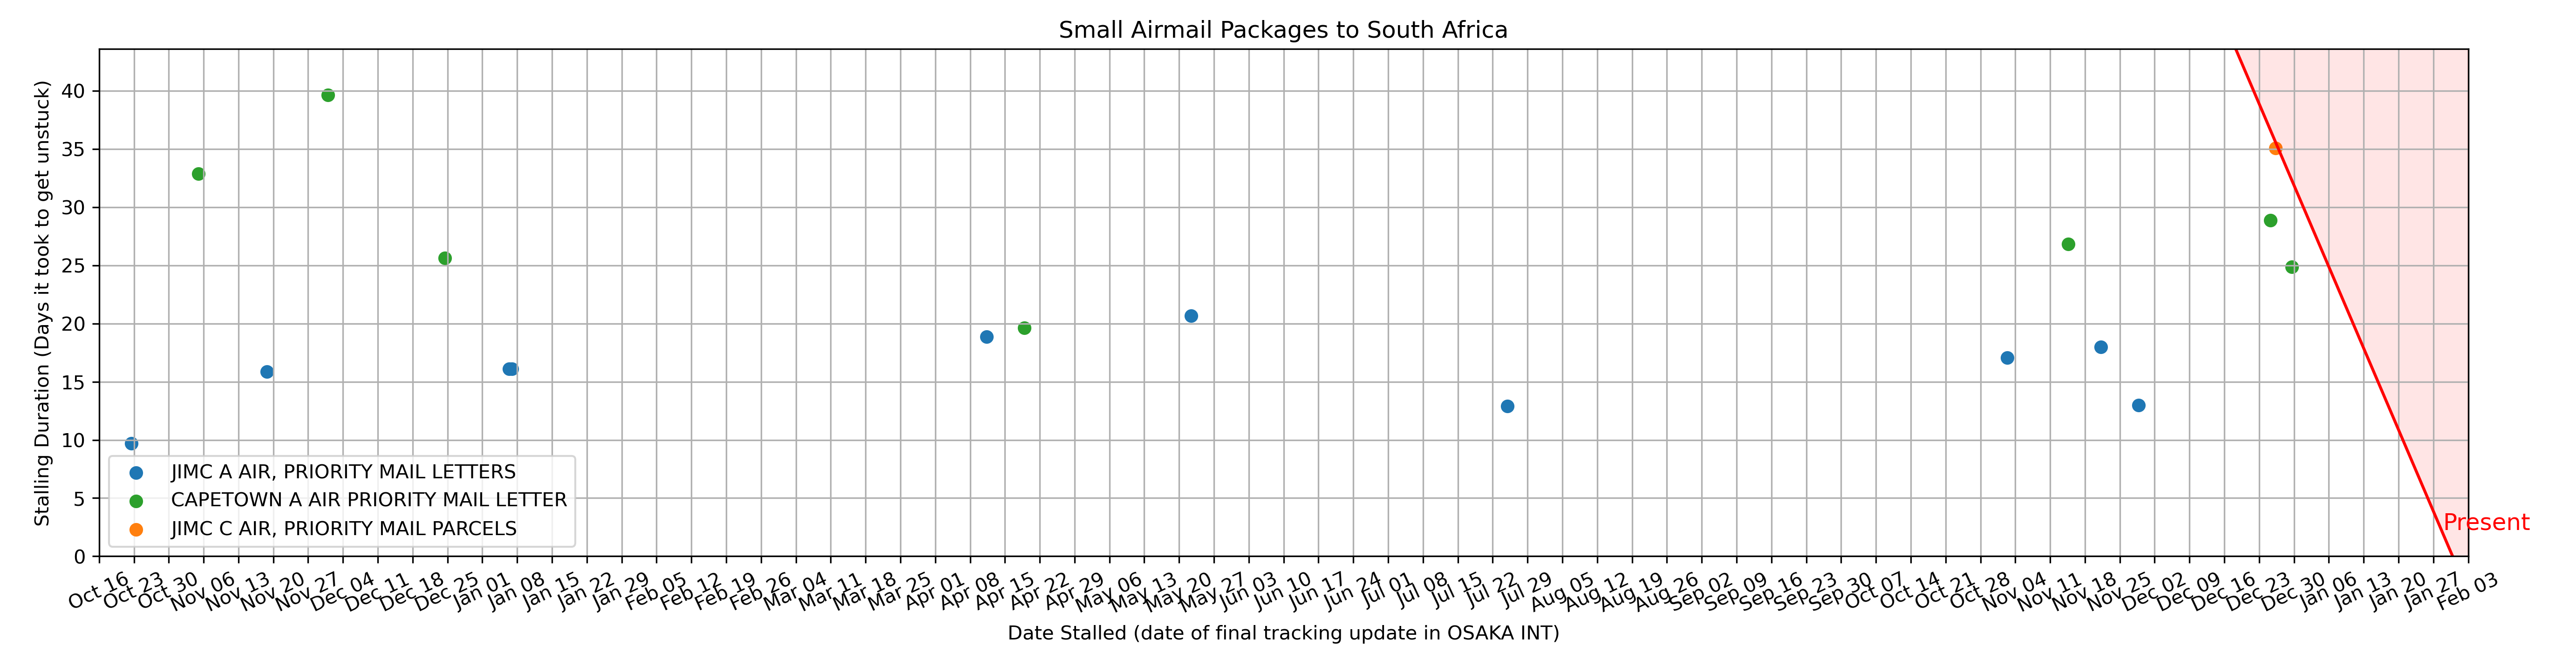 Small Airmail Packages to South Africa
Stalling Duration (Days it took to get unstuck)
40
35
30
25
20
15
10
5
0
JIMC A AIR, PRIORITY MAIL LETTERS
CAPETOWN A AIR PRIORITY MAIL LETTER
JIMC C AIR, PRIORITY MAIL PARCELS
Present
Oct 16
Oct 23
Oct 30
Nov 06
Nov 13
Nov 20
Nov 27
Dec 04
Dec 11
Dec 18
Dec 25
Jan 01
Jan 08
Jan 15
Jan 22
Jan 29
Feb 05
Feb 12
Feb 19
Feb 26
Mar 04
Mar 11
Mar 18
Mar 25
Apr 01
Apr 08
Apr 15
Apr 22
Apr 29
May 06
May 13
May 20
May 27
Jun 03
Jun 10
Jun 17
Jun 24
Jul 01
Jul 08
Jul 15
Jul 22
Jul 29
Aug 05
Aug 12
Aug 19
Aug 26
Sep 02
Sep 09
Sep 16
Sep 23
Sep 30
Oct 07
Oct 14
Oct 21
Oct 28
Nov 04
Nov 11
Nov 18
Nov 25
Dec 02
Dec 09
Dec 16
Dec 23
Dec 30
Jan 06
Jan 13
Jan 20
Jan 27
Feb 03
Date Stalled (date of final tracking update in OSAKA INT)